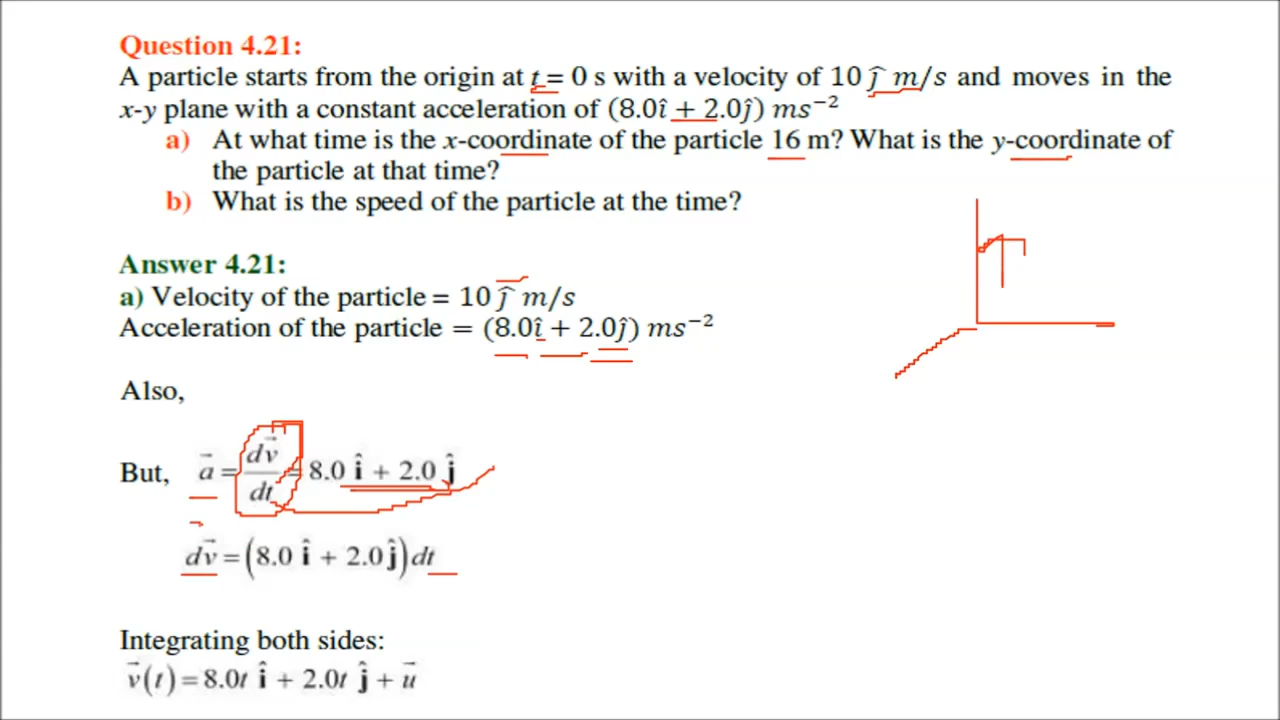 Question 4.21:
A particle starts from the origin at t = 0 s with a velocity of 10 ĵ m/s and moves in the
x-y plane with a constant acceleration of (8.0î + 2.0ĵ) ms⁻²
a) At what time is the x-coordinate of the particle 16 m? What is the y-coordinate of
the particle at that time?
b) What is the speed of the particle at the time?
Answer 4.21:
a) Velocity of the particle = 10 ĵ m/s
Acceleration of the particle = (8.0î + 2.0ĵ) ms⁻²
Also,
But, a⃗ = dv⃗/dt = 8.0 î + 2.0 ĵ
dv⃗ = (8.0 î + 2.0 ĵ) dt
Integrating both sides:
v⃗(t) = 8.0t î + 2.0t ĵ + u⃗